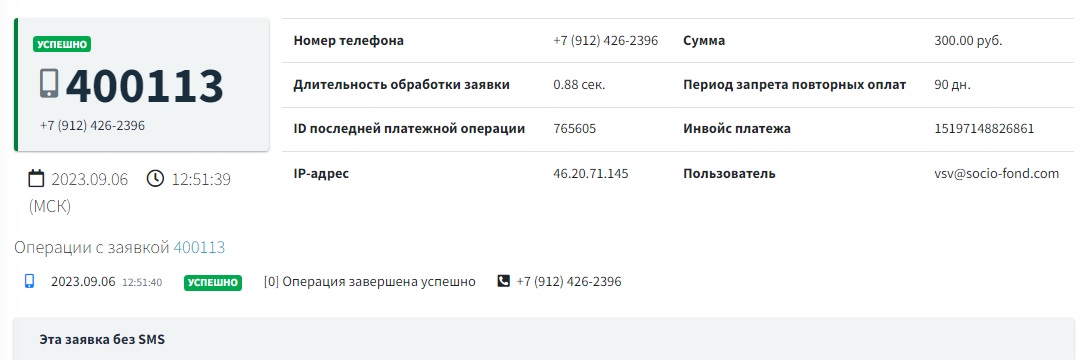 УСПЕШНО
400113
+7 (912) 426-2396
2023.09.06 12:51:39
(МСК)
Номер телефона +7 (912) 426-2396 Сумма 300.00 руб.
Длительность обработки заявки 0.88 сек. Период запрета повторных оплат 90 дн.
ID последней платежной операции 765605 Инвойс платежа 15197148826861
IP-адрес 46.20.71.145 Пользователь vsv@socio-fond.com
Операции с заявкой 400113
2023.09.06 12:51:40 УСПЕШНО [0] Операция завершена успешно +7 (912) 426-2396
Эта заявка без SMS